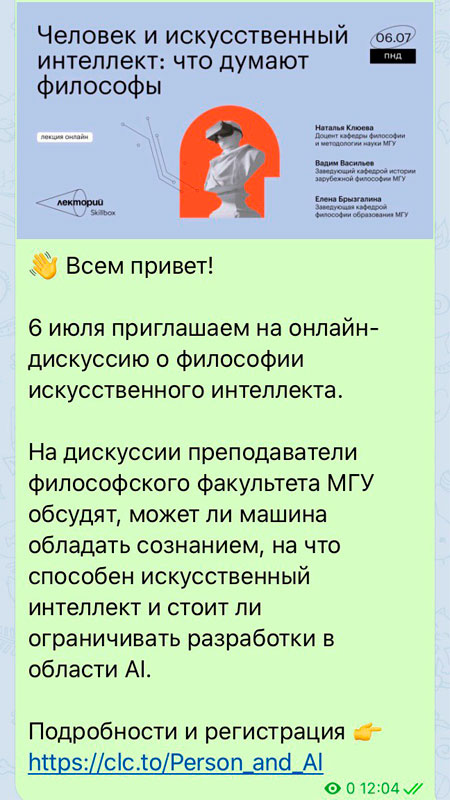 Человек и искусственный
интеллект: что думают
философы
06.07
пнд
лекция онлайн
Наталья Клюева
Доцент кафедры философии
и методологии науки МГУ
Вадим Васильев
Заведующий кафедрой истории
зарубежной философии МГУ
Елена Брызгалина
Заведующая кафедрой
философии образования МГУ
лекторий
Skillbox
👋 Всем привет!
6 июля приглашаем на онлайн-
дискуссию о философии
искусственного интеллекта.
На дискуссии преподаватели
философского факультета МГУ
обсудят, может ли машина
обладать сознанием, на что
способен искусственный
интеллект и стоит ли
ограничивать разработки в
области AI.
Подробности и регистрация 👉
https://clc.to/Person_and_AI
0 12:04